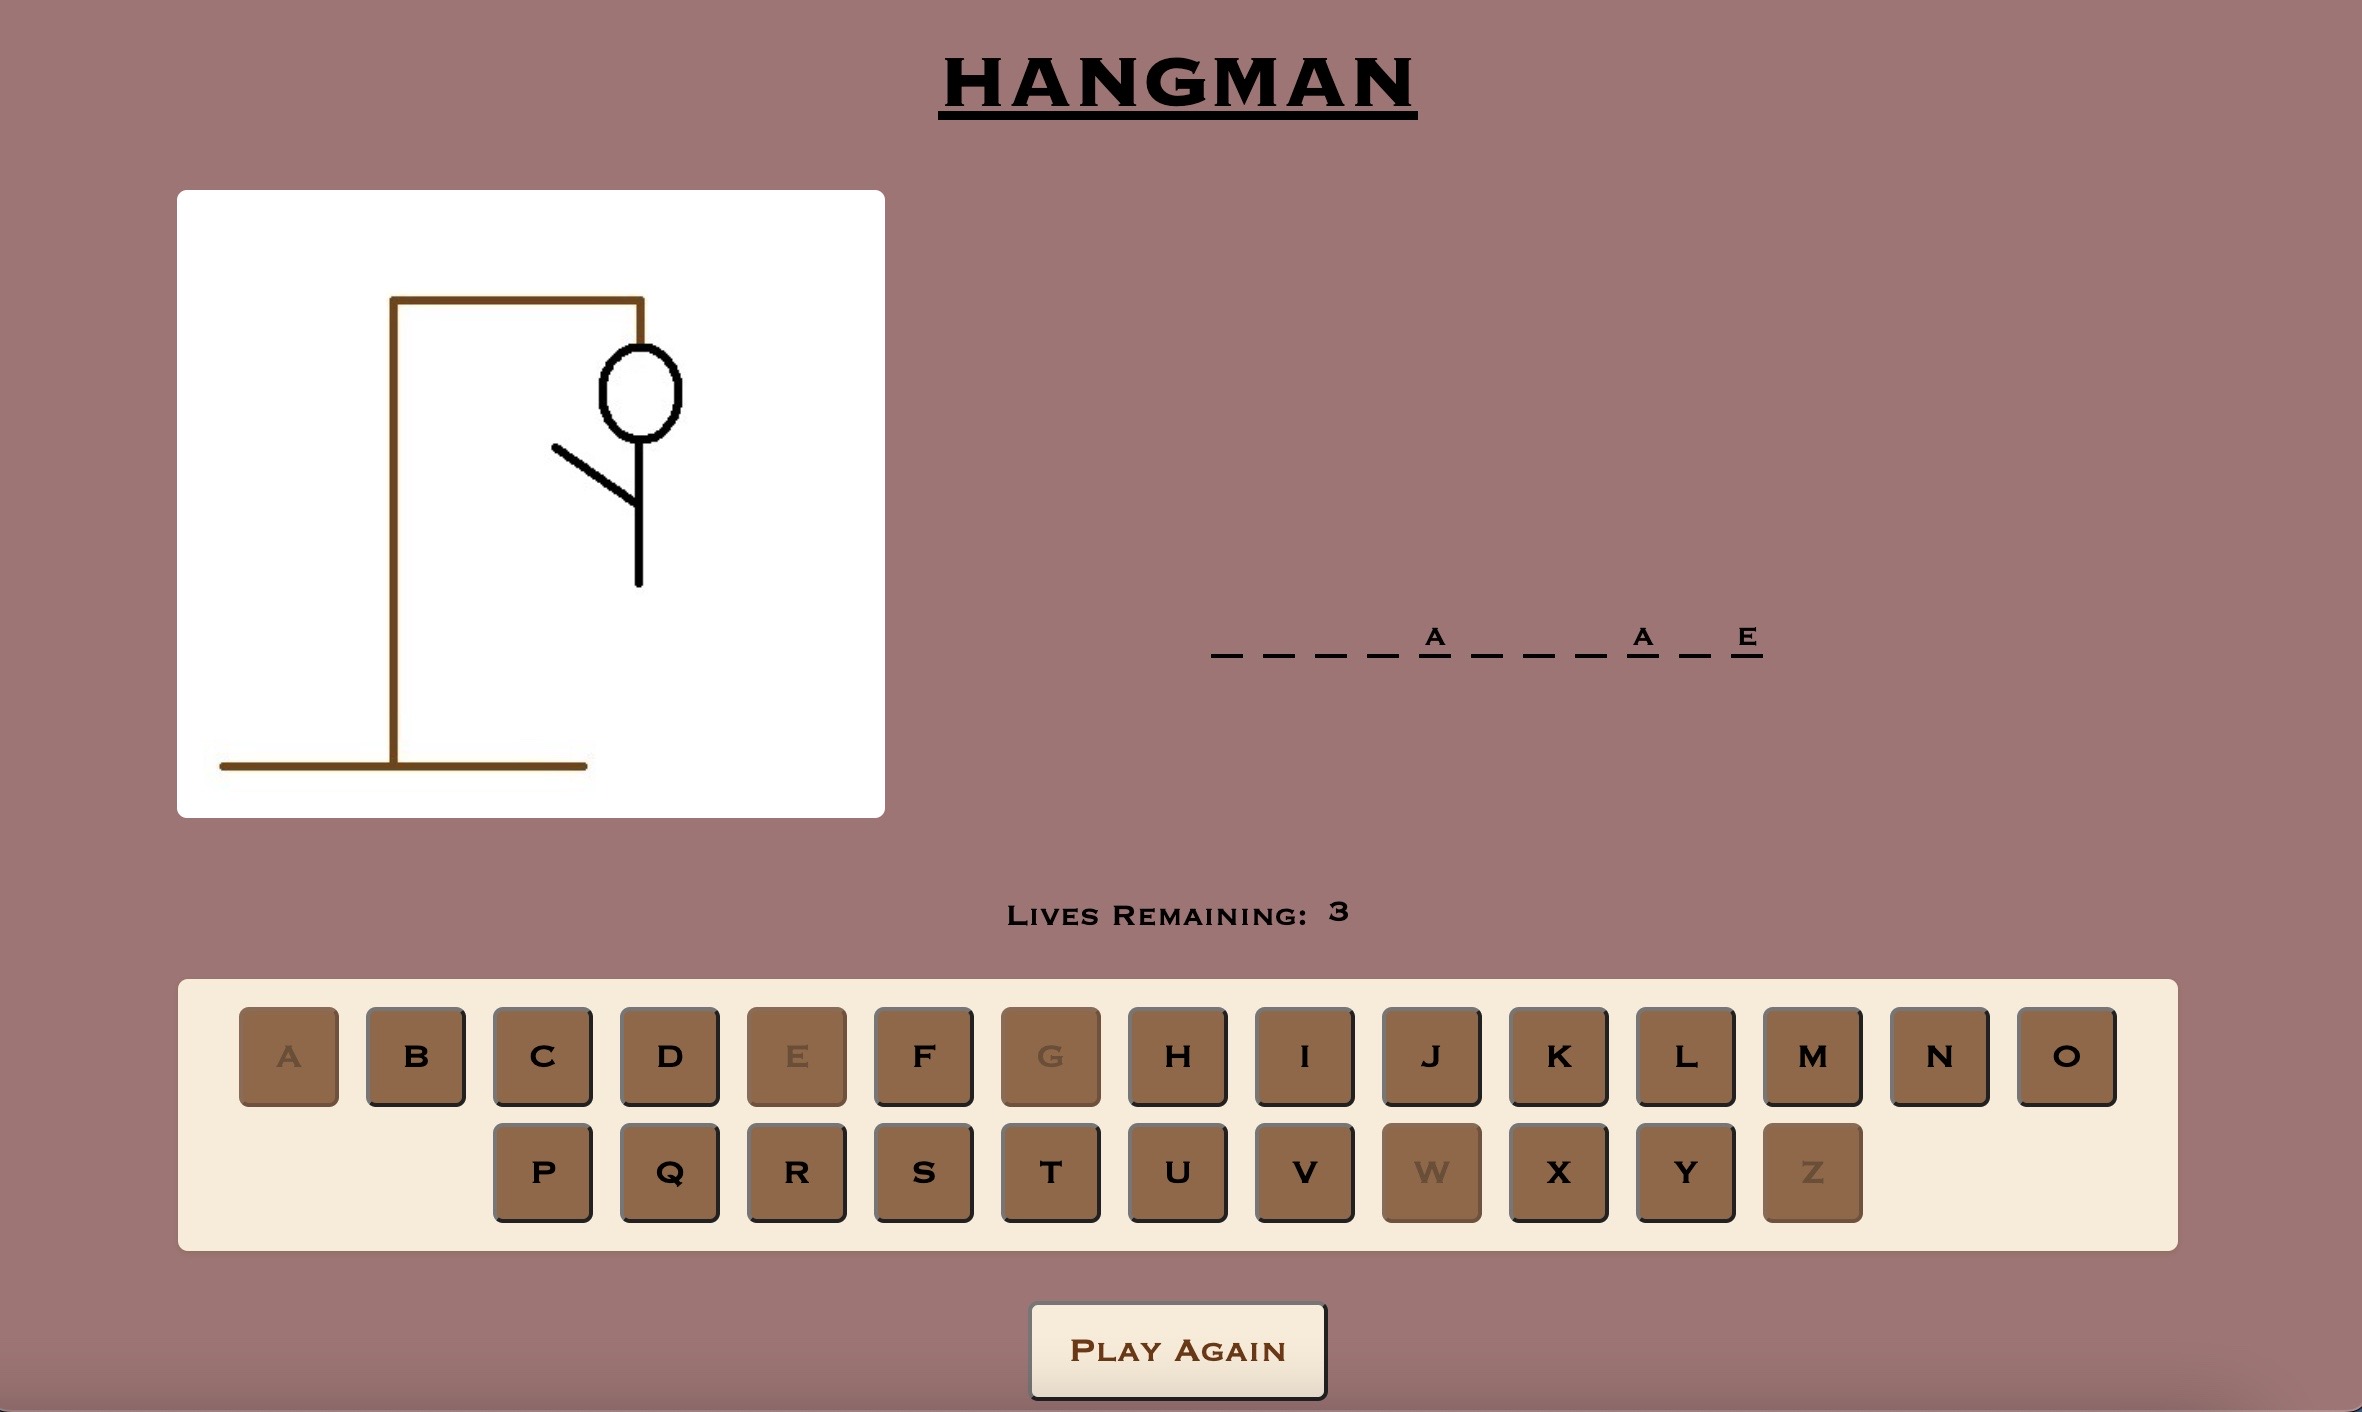 HANGMAN
_ _ _ _ A _ _ _ A _ E
Lives Remaining: 3
A B C D E F G H I J K L M N O
P Q R S T U V W X Y Z
Play Again